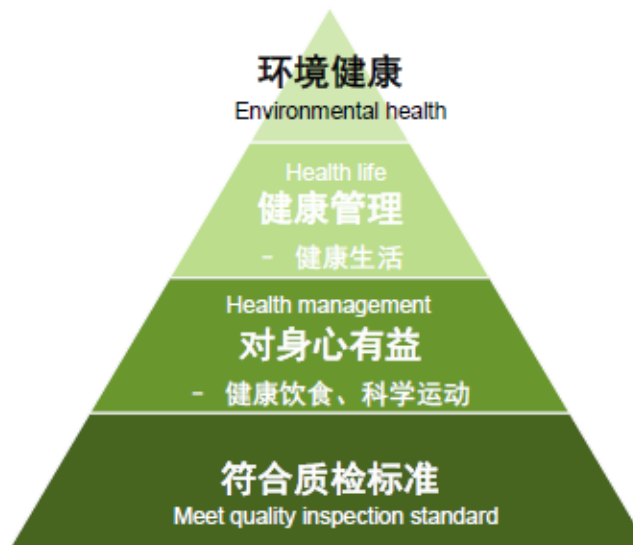 环境健康
Environmental health
Health life
健康管理
- 健康生活
Health management
对身心有益
- 健康饮食、科学运动
符合质检标准
Meet quality inspection standard